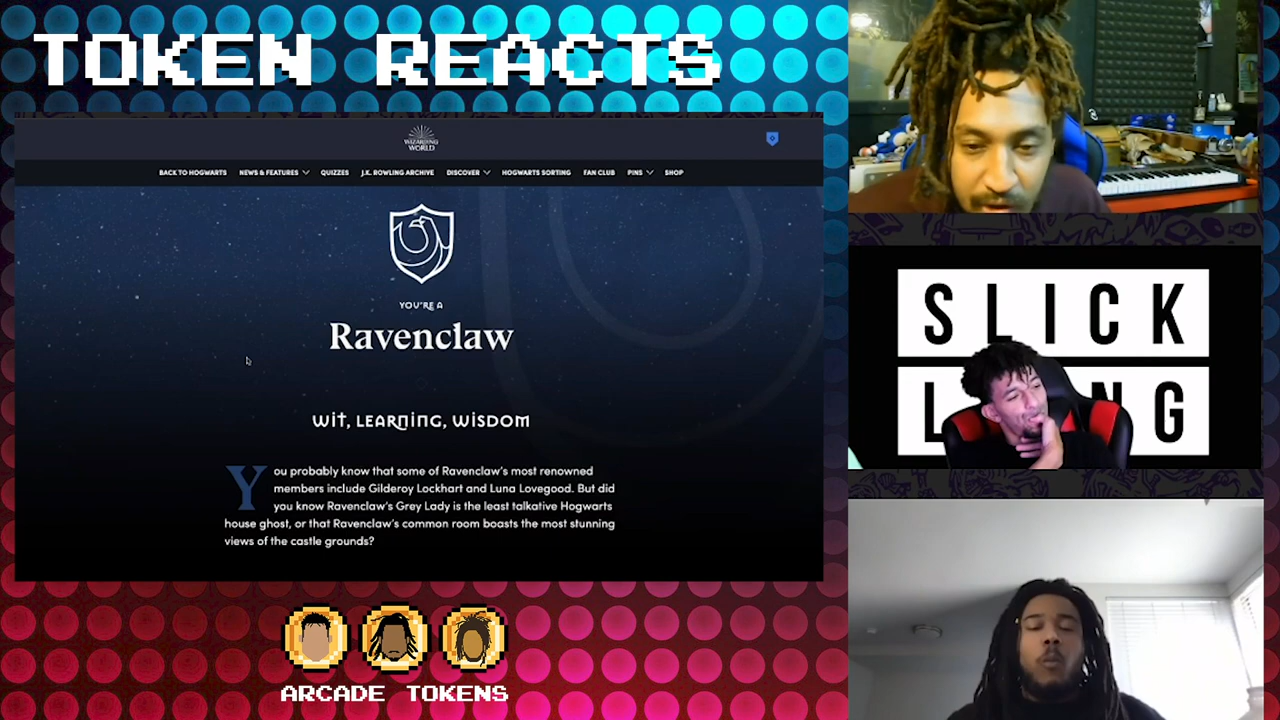 TOKEN REACTS
WIZARDING
WORLD
BACK TO HOGWARTS NEWS & FEATURES QUIZZES J.K. ROWLING ARCHIVE DISCOVER HOGWARTS SORTING FAN CLUB PINS SHOP
YOU'RE A
Ravenclaw
WIT, LEARNING, WISDOM
You probably know that some of Ravenclaw's most renowned
members include Gilderoy Lockhart and Luna Lovegood. But did
you know Ravenclaw's Grey Lady is the least talkative Hogwarts
house ghost, or that Ravenclaw's common room boasts the most stunning
views of the castle grounds?
ARCADE TOKENS
SLICK